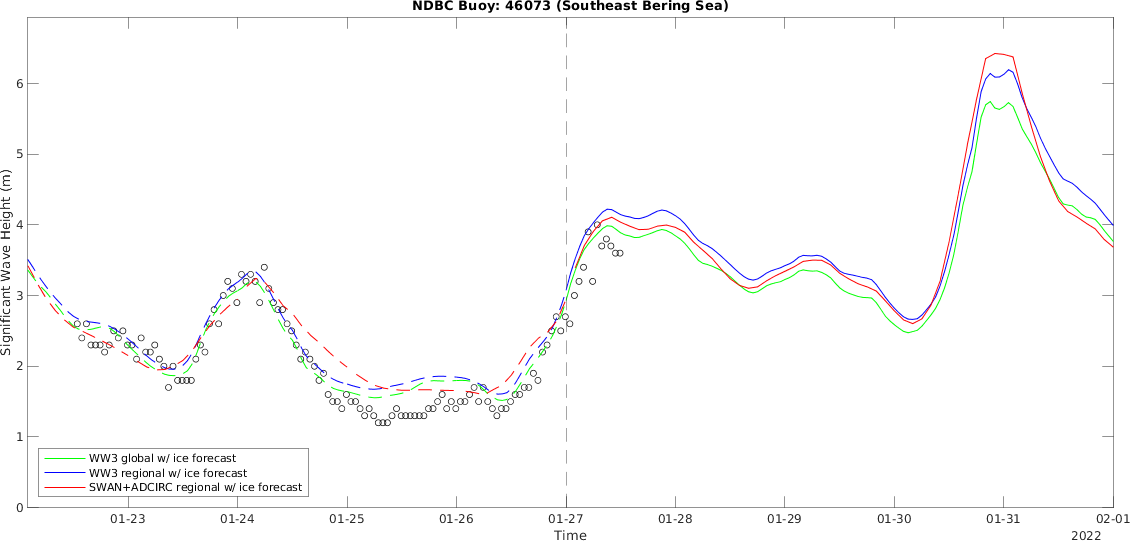 NDBC Buoy: 46073 (Southeast Bering Sea)
Significant Wave Height (m)
6
5
4
3
2
1
0
WW3 global w/ ice forecast
WW3 regional w/ ice forecast
SWAN+ADCIRC regional w/ ice forecast
01-23 01-24 01-25 01-26 01-27 01-28 01-29 01-30 01-31 02-01
Time
2022